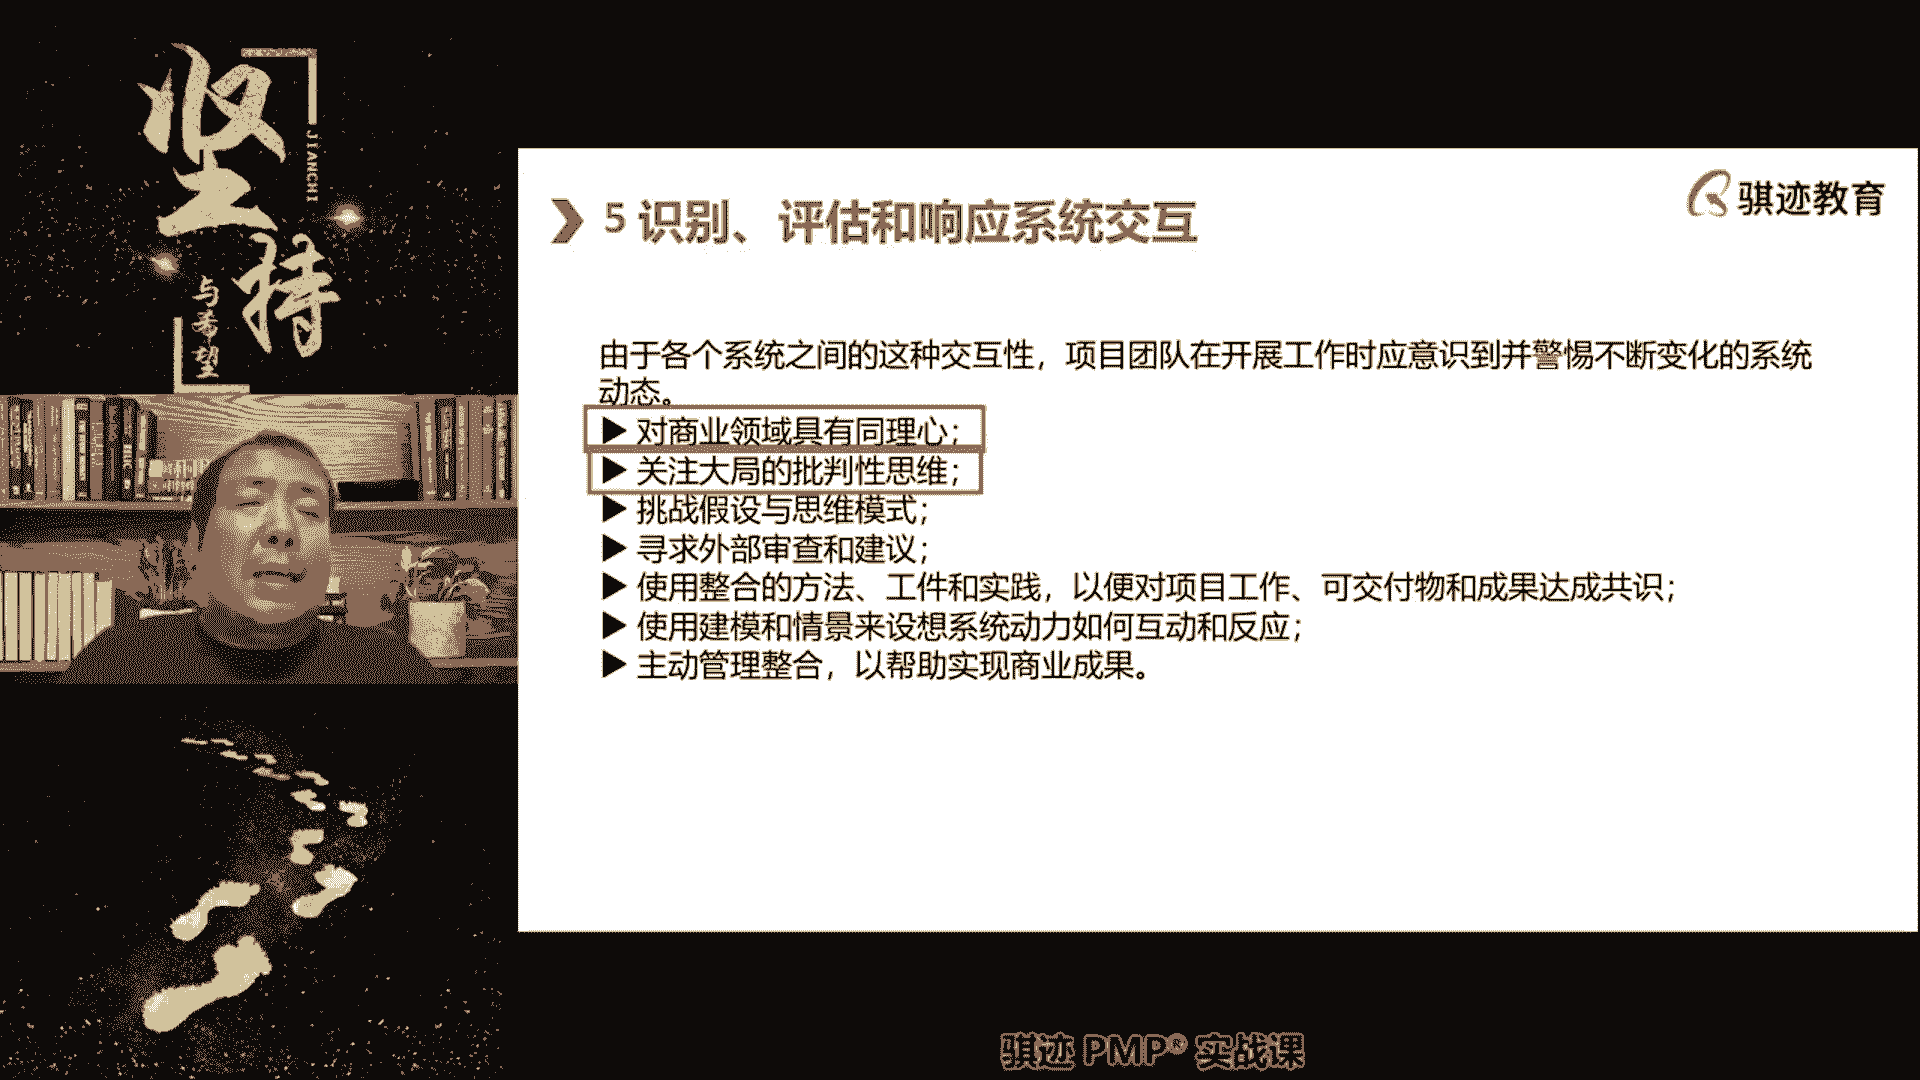 坚持
JIANCHI
与希望
骐迹教育
5 识别、评估和响应系统交互
由于各个系统之间的这种交互性，项目团队在开展工作时应意识到并警惕不断变化的系统
动态。
▶ 对商业领域具有同理心；
▶ 关注大局的批判性思维；
▶ 挑战假设与思维模式；
▶ 寻求外部审查和建议；
▶ 使用整合的方法、工件和实践，以便对项目工作、可交付物和成果达成共识；
▶ 使用建模和情景来设想系统动力如何互动和反应；
▶ 主动管理整合，以帮助实现商业成果。
骐迹 PMP® 实战课